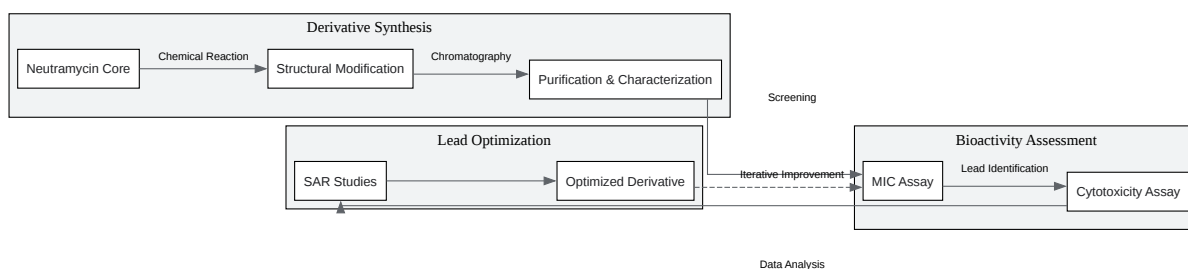 Derivative Synthesis
Neutramycin Core
Chemical Reaction
Structural Modification
Chromatography
Purification & Characterization
Screening
Lead Optimization
SAR Studies
Optimized Derivative
Iterative Improvement
Bioactivity Assessment
MIC Assay
Lead Identification
Cytotoxicity Assay
Data Analysis